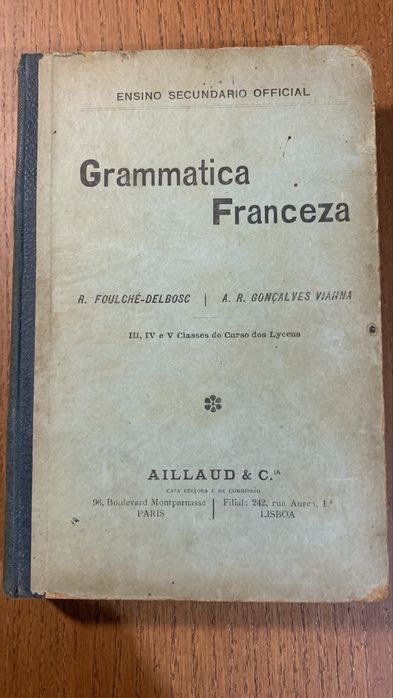 ENSINO SECUNDARIO OFFICIAL
Grammatica
Franceza
R. FOULCHÉ-DELBOSC | A. R. GONÇALVES VIANNA
III, IV e V Classes do Curso dos Lyceus
AILLAUD & C.IA
CASA EDITORA E DE COMMISSÃO
96, Boulevard Montparnasse | Filial: 242, rua Aurea, 1.º
PARIS | LISBOA